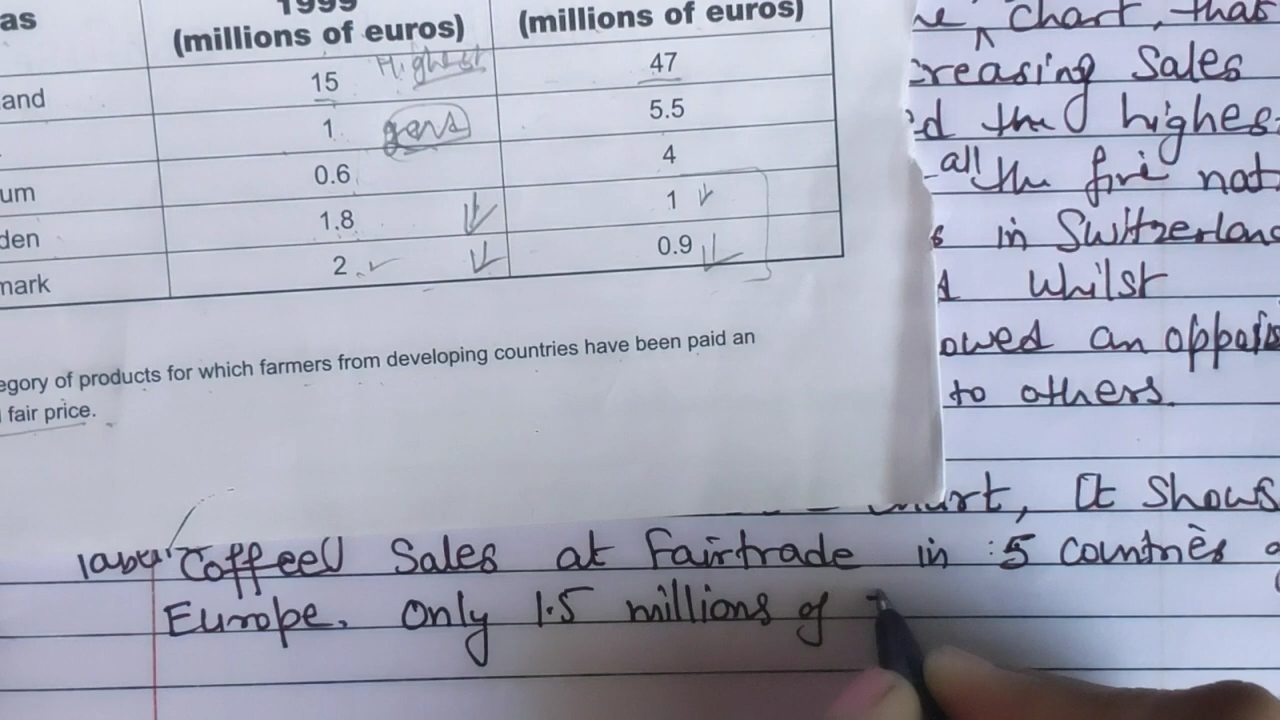 as 1999
(millions of euros) (millions of euros)
and 15 Highest 47
1 gens 5.5
um 0.6 4
den 1.8 1
mark 2 0.9
egory of products for which farmers from developing countries have been paid an
fair price.
chart, that
creasing Sales
d the highes
all the five nat
in Switzerland
whilst
owed an oppois
to others.
It shows
Coffee Sales at Fairtrade in 5 countries
Europe. Only 1.5 millions of